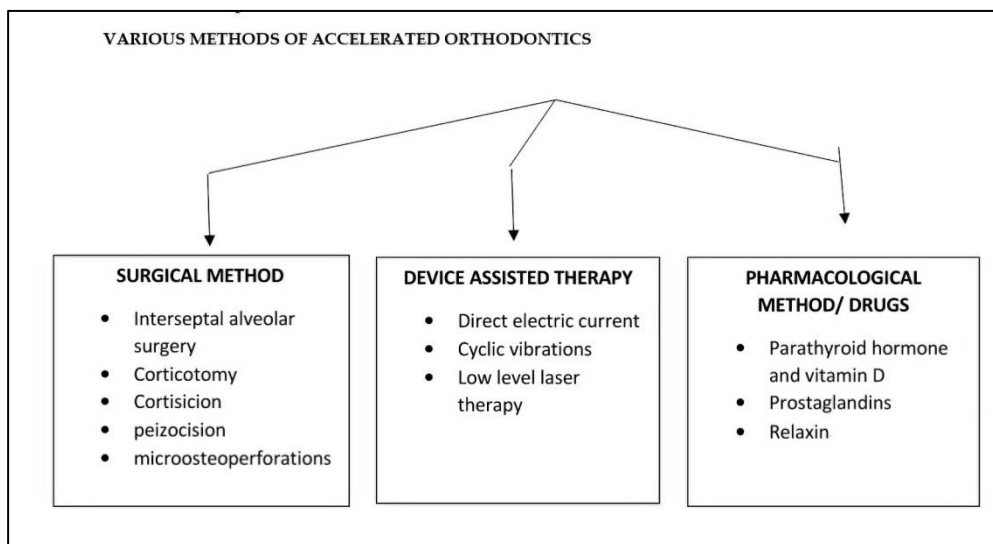 VARIOUS METHODS OF ACCELERATED ORTHODONTICS
SURGICAL METHOD
• Interseptal alveolar
surgery
• Corticotomy
• Cortisicion
• peizocision
• microosteoperforations
DEVICE ASSISTED THERAPY
• Direct electric current
• Cyclic vibrations
• Low level laser
therapy
PHARMACOLOGICAL
METHOD/ DRUGS
• Parathyroid hormone
and vitamin D
• Prostaglandins
• Relaxin